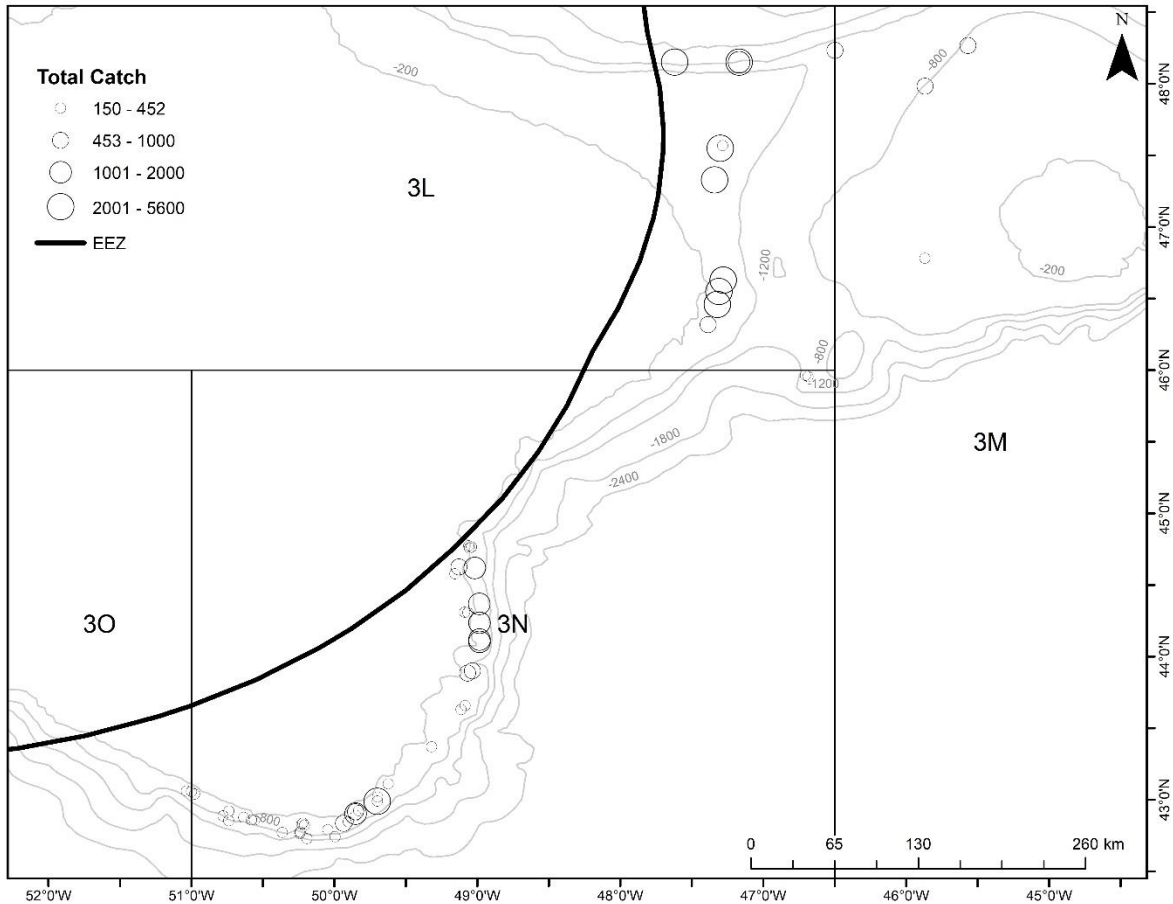 N
Total Catch
150 - 452
453 - 1000
1001 - 2000
2001 - 5600
EEZ
-200
-800
3L
-1200
-200
-800
-1200
-1800
-2400
3M
3O
3N
-800
48°0'N
47°0'N
46°0'N
45°0'N
44°0'N
43°0'N
0 65 130 260 km
52°0'W 51°0'W 50°0'W 49°0'W 48°0'W 47°0'W 46°0'W 45°0'W